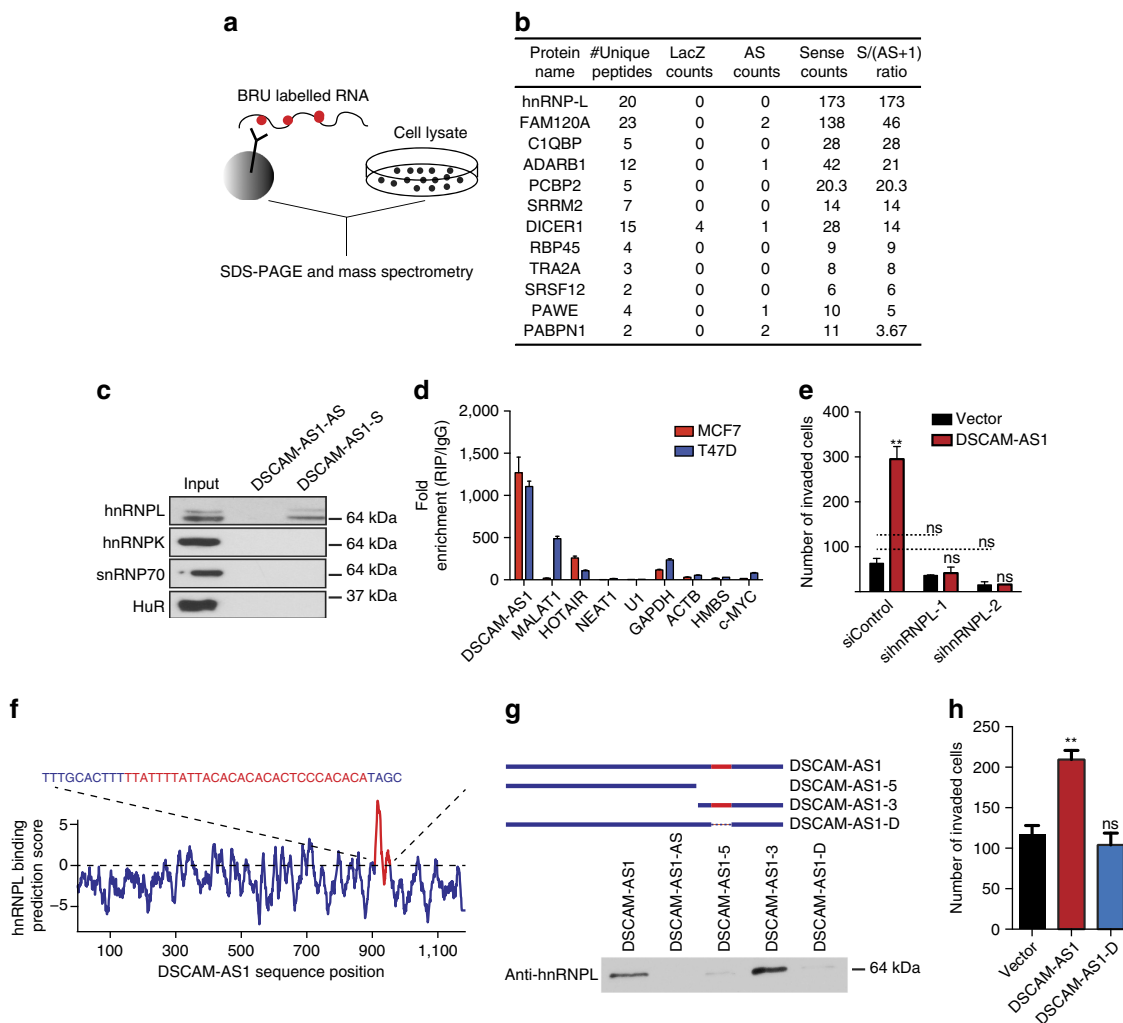 a
BRU labelled RNA
Cell lysate
SDS-PAGE and mass spectrometry
b
Protein name #Unique peptides LacZ counts AS counts Sense counts S/(AS+1) ratio
hnRNP-L 20 0 0 173 173
FAM120A 23 0 2 138 46
C1QBP 5 0 0 28 28
ADARB1 12 0 1 42 21
PCBP2 5 0 0 20.3 20.3
SRRM2 7 0 0 14 14
DICER1 15 4 1 28 14
RBP45 4 0 0 9 9
TRA2A 3 0 0 8 8
SRSF12 2 0 0 6 6
PAWE 4 0 1 10 5
PABPN1 2 0 2 11 3.67
c
Input DSCAM-AS1-AS DSCAM-AS1-S
hnRNPL 64 kDa
hnRNPK 64 kDa
snRNP70 64 kDa
HuR 37 kDa
d
Fold
enrichment (RIP/IgG)
2,000
1,500
1,000
500
0
MCF7
T47D
DSCAM-AS1 MALAT1 HOTAIR NEAT1 U1 GAPDH ACTB HMBS c-MYC
e
Number of invaded cells
400
300
200
100
Vector
DSCAM-AS1
**
ns
ns
ns
ns
siControl sihnRNPL-1 sihnRNPL-2
f
TTTGCACTTTTTATTTTATTACACACACACTCCCACACATAGC
hnRNPL binding
prediction score
5
0
−5
100 300 500 700 900 1,100
DSCAM-AS1 sequence position
g
DSCAM-AS1
DSCAM-AS1-5
DSCAM-AS1-3
DSCAM-AS1-D
DSCAM-AS1 DSCAM-AS1-AS DSCAM-AS1-5 DSCAM-AS1-3 DSCAM-AS1-D
Anti-hnRNPL 64 kDa
h
Number of invaded cells
250
200
150
100
50
0
**
ns
Vector DSCAM-AS1 DSCAM-AS1-D